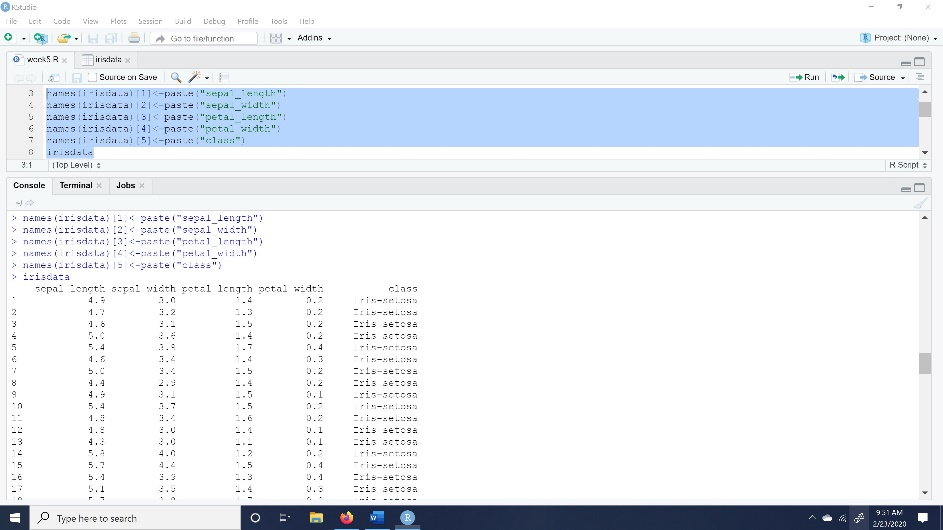 RStudio
File Edit Code View Plots Session Build Debug Profile Tools Help
Go to file/function Addins Project: (None)
week5.R irisdata
Source on Save Run Source
3 names(irisdata)[1]<-paste("sepal_length")
4 names(irisdata)[2]<-paste("sepal_width")
5 names(irisdata)[3]<-paste("petal_length")
6 names(irisdata)[4]<-paste("petal_width")
7 names(irisdata)[5]<-paste("class")
8 irisdata
3:1 (Top Level) R Script
Console Terminal Jobs
~/
> names(irisdata)[1]<-paste("sepal_length")
> names(irisdata)[2]<-paste("sepal_width")
> names(irisdata)[3]<-paste("petal_length")
> names(irisdata)[4]<-paste("petal_width")
> names(irisdata)[5]<-paste("class")
> irisdata
sepal_length sepal_width petal_length petal_width class
1 4.9 3.0 1.4 0.2 Iris-setosa
2 4.7 3.2 1.3 0.2 Iris-setosa
3 4.6 3.1 1.5 0.2 Iris-setosa
4 5.0 3.6 1.4 0.2 Iris-setosa
5 5.4 3.9 1.7 0.4 Iris-setosa
6 4.6 3.4 1.4 0.3 Iris-setosa
7 5.0 3.4 1.5 0.2 Iris-setosa
8 4.4 2.9 1.4 0.2 Iris-setosa
9 4.9 3.1 1.5 0.1 Iris-setosa
10 5.4 3.7 1.5 0.2 Iris-setosa
11 4.8 3.4 1.6 0.2 Iris-setosa
12 4.8 3.0 1.4 0.1 Iris-setosa
13 4.3 3.0 1.1 0.1 Iris-setosa
14 5.8 4.0 1.2 0.2 Iris-setosa
15 5.7 4.4 1.5 0.4 Iris-setosa
16 5.4 3.9 1.3 0.4 Iris-setosa
17 5.1 3.5 1.4 0.3 Iris-setosa
Type here to search
9:51 AM
2/23/2020